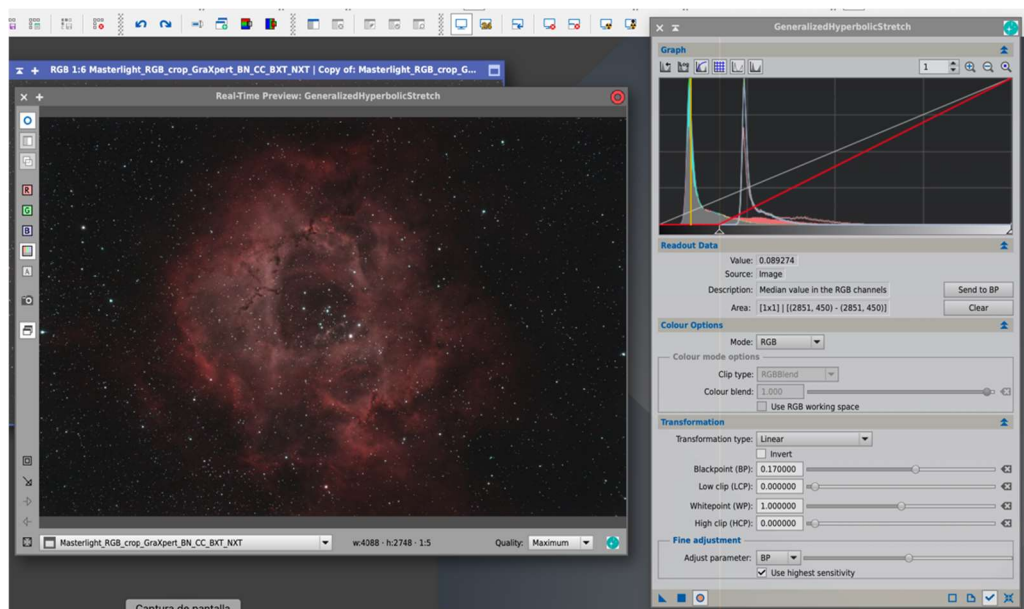 GeneralizedHyperbolicStretch
RGB 1:6 Masterlight_RGB_crop_GraXpert_BN_CC_BXT_NXT | Copy of: Masterlight_RGB_crop_G...
Real-Time Preview: GeneralizedHyperbolicStretch
R
G
B
A
Masterlight_RGB_crop_GraXpert_BN_CC_BXT_NXT
w:4088 · h:2748 · 1:5
Quality: Maximum
Captura de pantalla
Graph
1
Readout Data
Value: 0.089274
Source: Image
Description: Median value in the RGB channels
Send to BP
Area: [1x1] | [(2851, 450) - (2851, 450)]
Clear
Colour Options
Mode: RGB
Colour mode options
Clip type: RGBBlend
Colour blend: 1.000
Use RGB working space
Transformation
Transformation type: Linear
Invert
Blackpoint (BP): 0.170000
Low clip (LCP): 0.000000
Whitepoint (WP): 1.000000
High clip (HCP): 0.000000
Fine adjustment
Adjust parameter: BP
Use highest sensitivity